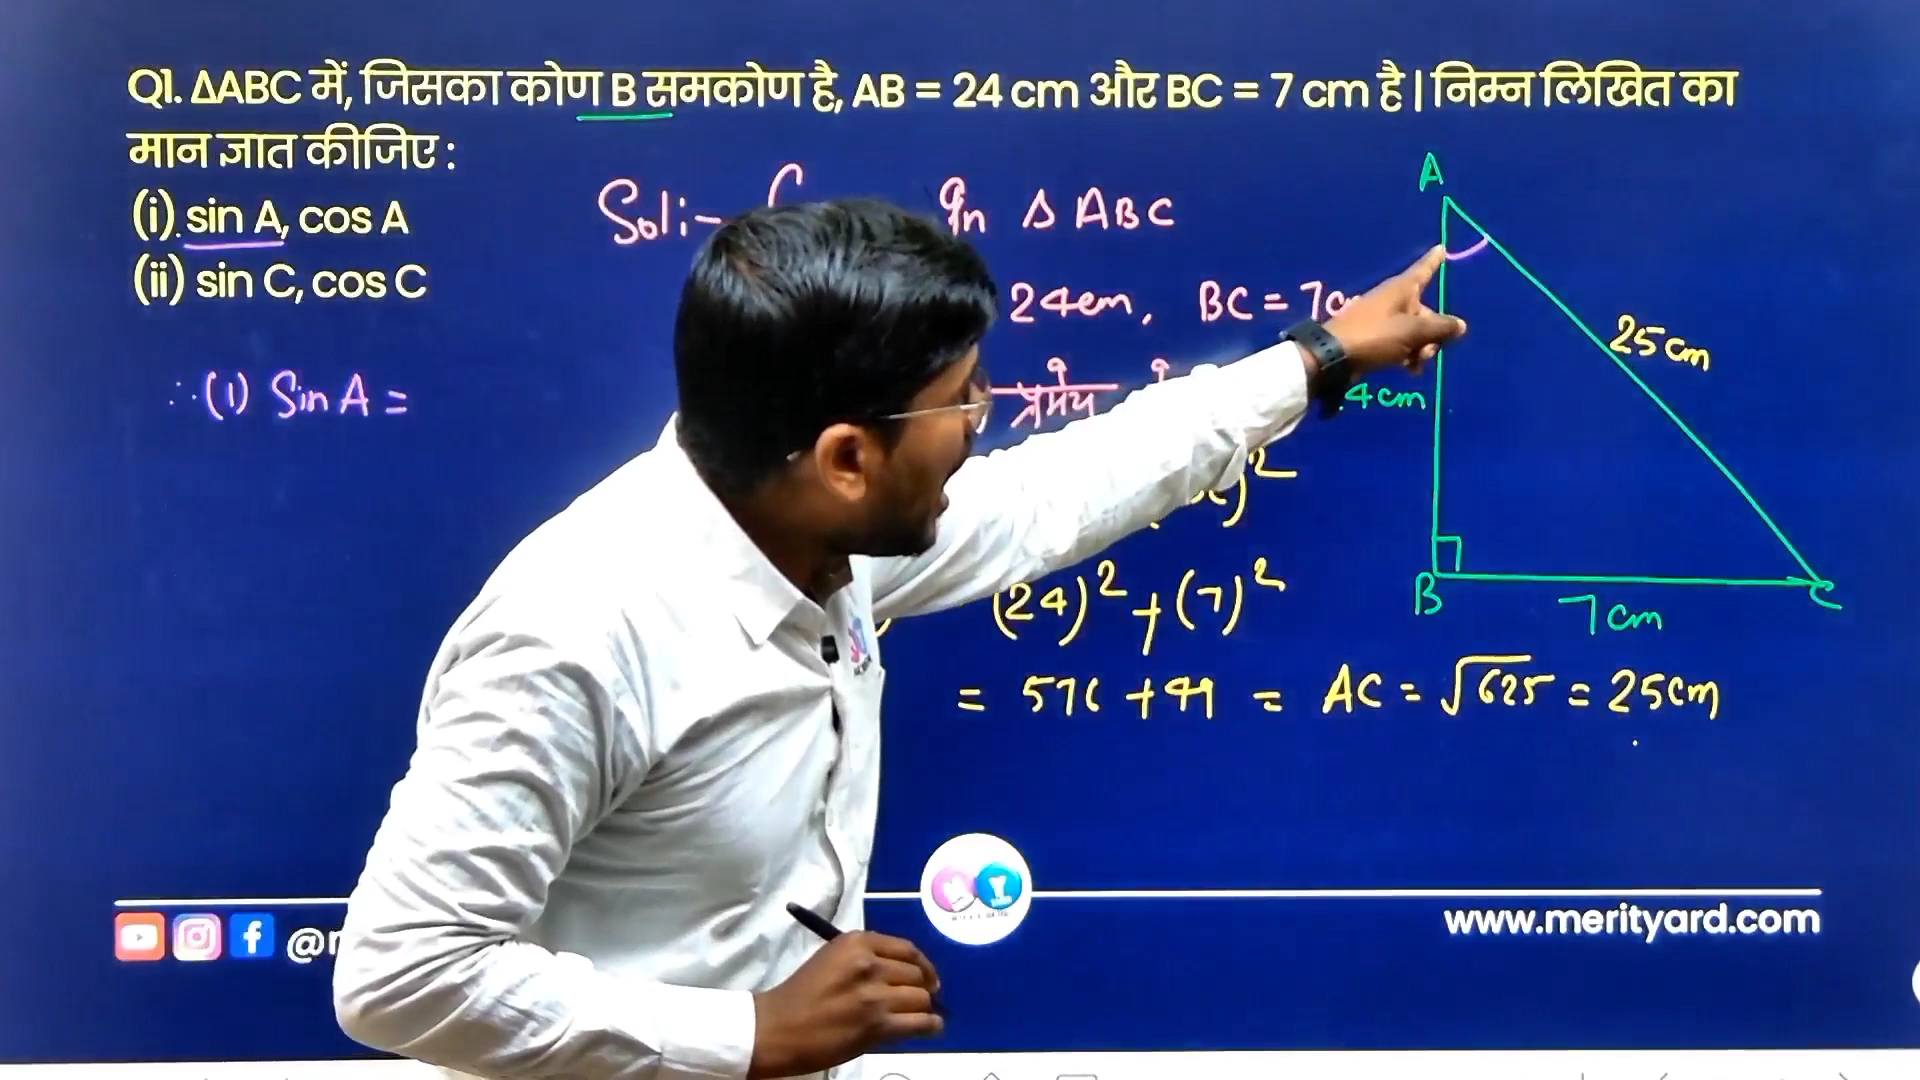 Q1. ΔABC में, जिसका कोण B समकोण है, AB = 24 cm और BC = 7 cm है | निम्न लिखित का
मान ज्ञात कीजिए :
(i). sin A, cos A
(ii) sin C, cos C
Sol:- In Δ ABC
24cm, BC = 7c
प्रमेय से
)²
(24)² + (7)²
= 576 + 49 = AC = √625 = 25cm
∴ (1) Sin A =
A
25cm
4cm
B
7cm
C
www.merityard.com